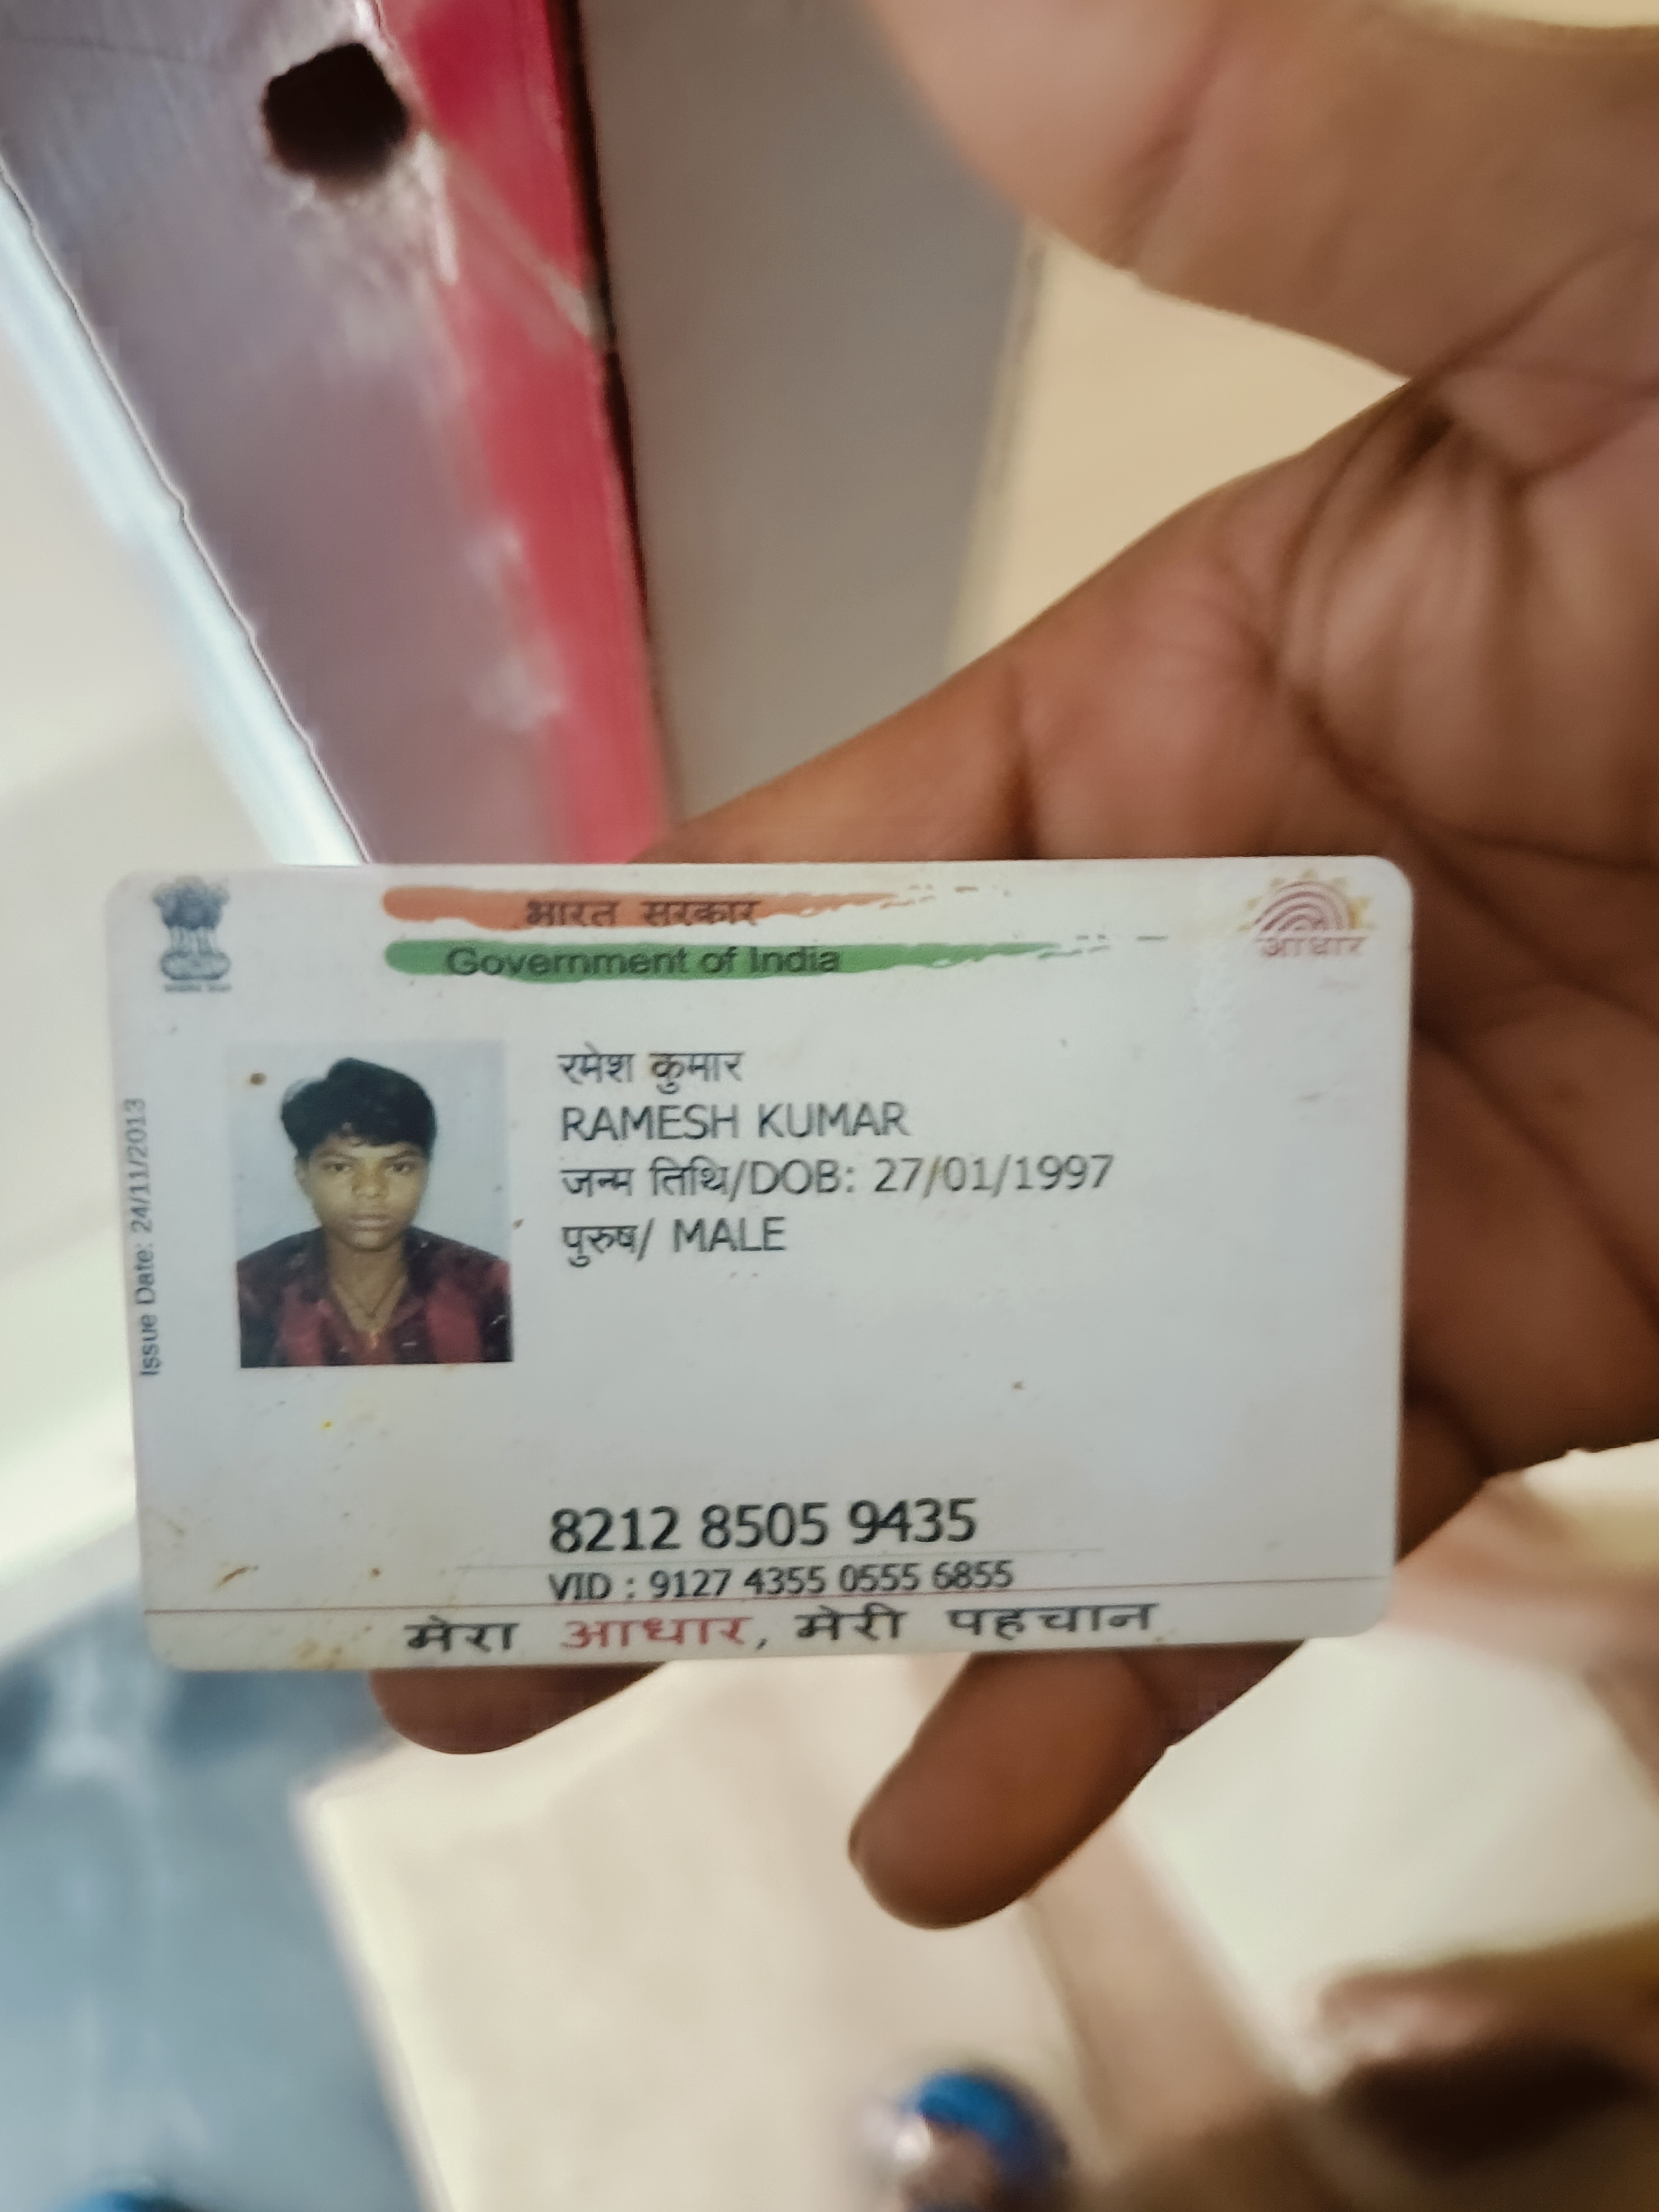 भारत सरकार
Government of India
आधार
Issue Date: 24/11/2013
रमेश कुमार
RAMESH KUMAR
जन्म तिथि/DOB: 27/01/1997
पुरुष/ MALE
8212 8505 9435
VID : 9127 4355 0555 6855
मेरा आधार, मेरी पहचान